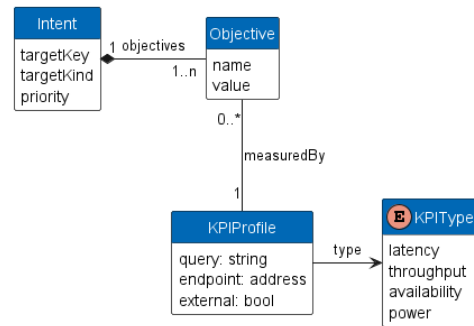 Intent
targetKey
targetKind
priority
1 objectives
1..n
Objective
name
value
0..*
measuredBy
1
KPIProfile
query: string
endpoint: address
external: bool
type
E KPIType
latency
throughput
availability
power